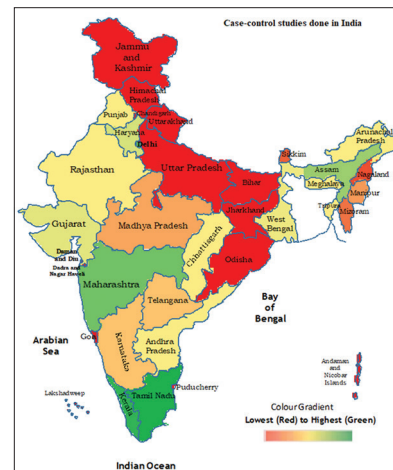 Case-control studies done in India
Jammu
and
Kashmir
Himachal
Pradesh
Punjab
Chandigarh
Uttarakhand
Haryana
Delhi
Arunachal
Pradesh
Sikkim
Rajasthan
Uttar Pradesh
Assam
Nagaland
Bihar
Meghalaya
Manipur
Jharkhand
Tripura
Mizoram
Gujarat
Madhya Pradesh
West
Bengal
Chhattisgarh
Daman
and Diu
Dadra and
Nagar Haveli
Odisha
Maharashtra
Telangana
Bay
of
Bengal
Arabian
Sea
Goa
Karnataka
Andhra
Pradesh
Andaman
and
Nicobar
Islands
Puducherry
Lakshadweep
Kerala
Tamil Nadu
Colour Gradient
Lowest (Red) to Highest (Green)
Indian Ocean